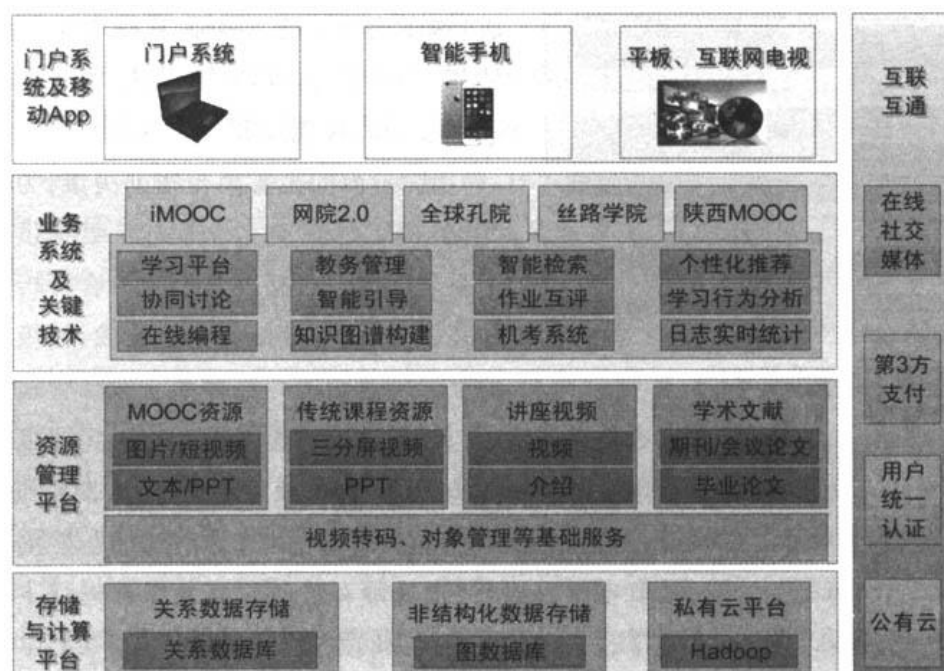 门户系
统及移
动App
门户系统
智能手机
平板、互联网电视
业务
系统
及
关键
技术
iMOOC
网院2.0
全球孔院
丝路学院
陕西MOOC
学习平台
教务管理
智能检索
个性化推荐
协同讨论
智能引导
作业互评
学习行为分析
在线编程
知识图谱构建
机考系统
日志实时统计
资源
管理
平台
MOOC资源
传统课程资源
讲座视频
学术文献
图片/短视频
三分屏视频
视频
期刊/会议论文
文本/PPT
PPT
介绍
毕业论文
视频转码、对象管理等基础服务
存储
与计算
平台
关系数据存储
非结构化数据存储
私有云平台
关系数据库
图数据库
Hadoop
互联
互通
在线
社交
媒体
第3方
支付
用户
统一
认证
公有云